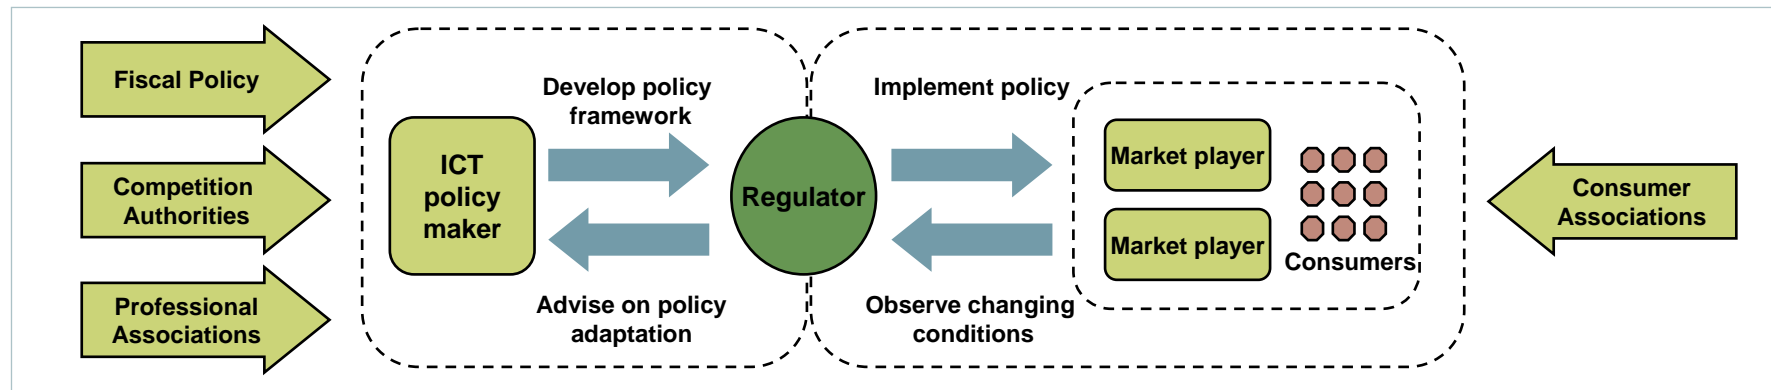 Fiscal Policy
Competition
Authorities
Professional
Associations
ICT
policy
maker
Develop policy
framework
Advise on policy
adaptation
Regulator
Implement policy
Observe changing
conditions
Market player
Market player
Consumers
Consumer
Associations